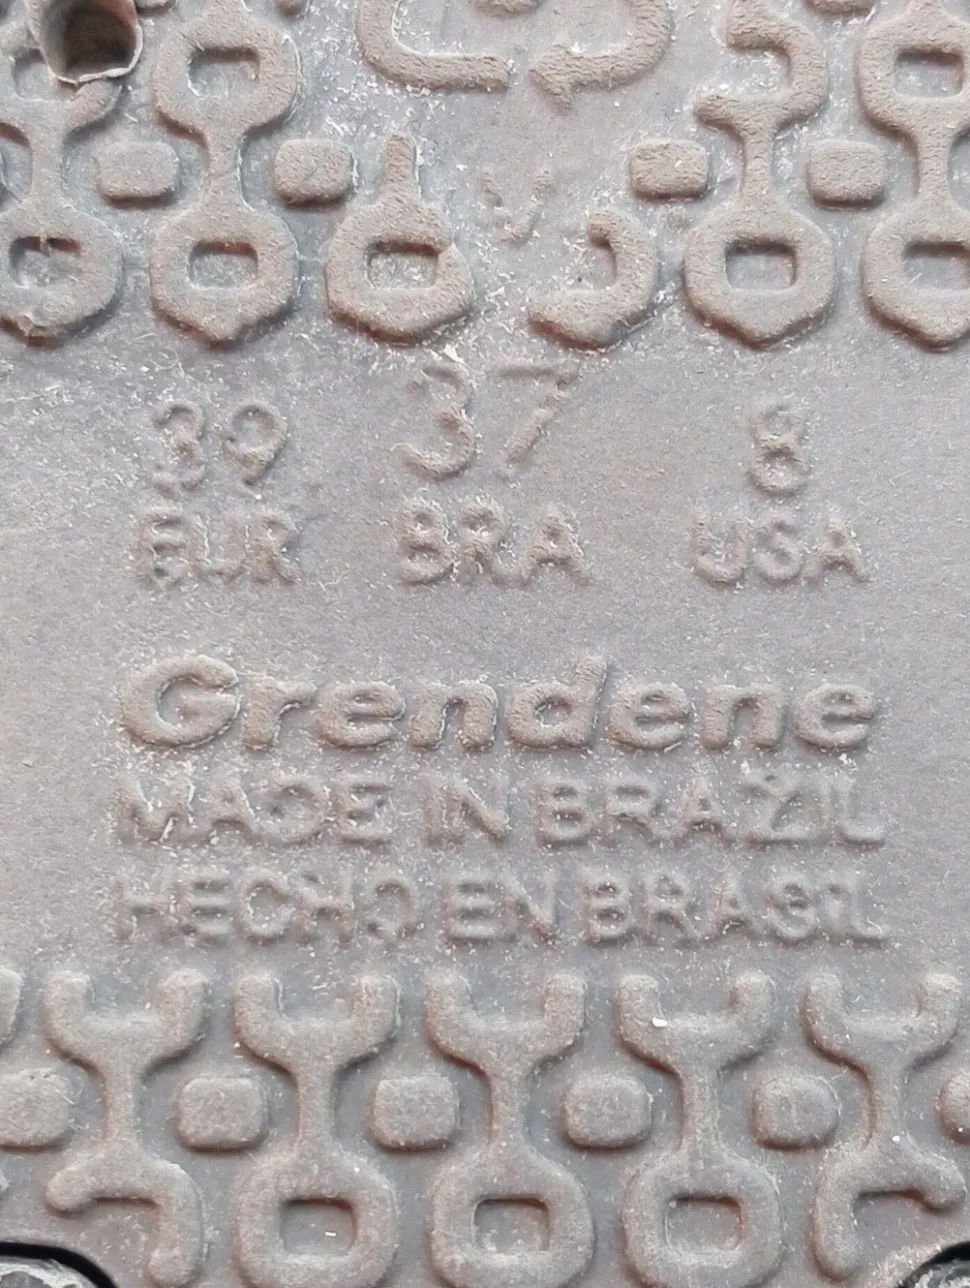 V
39 37 8
EUR BRA USA
Grendene
MADE IN BRAZIL
HECHO EN BRASIL